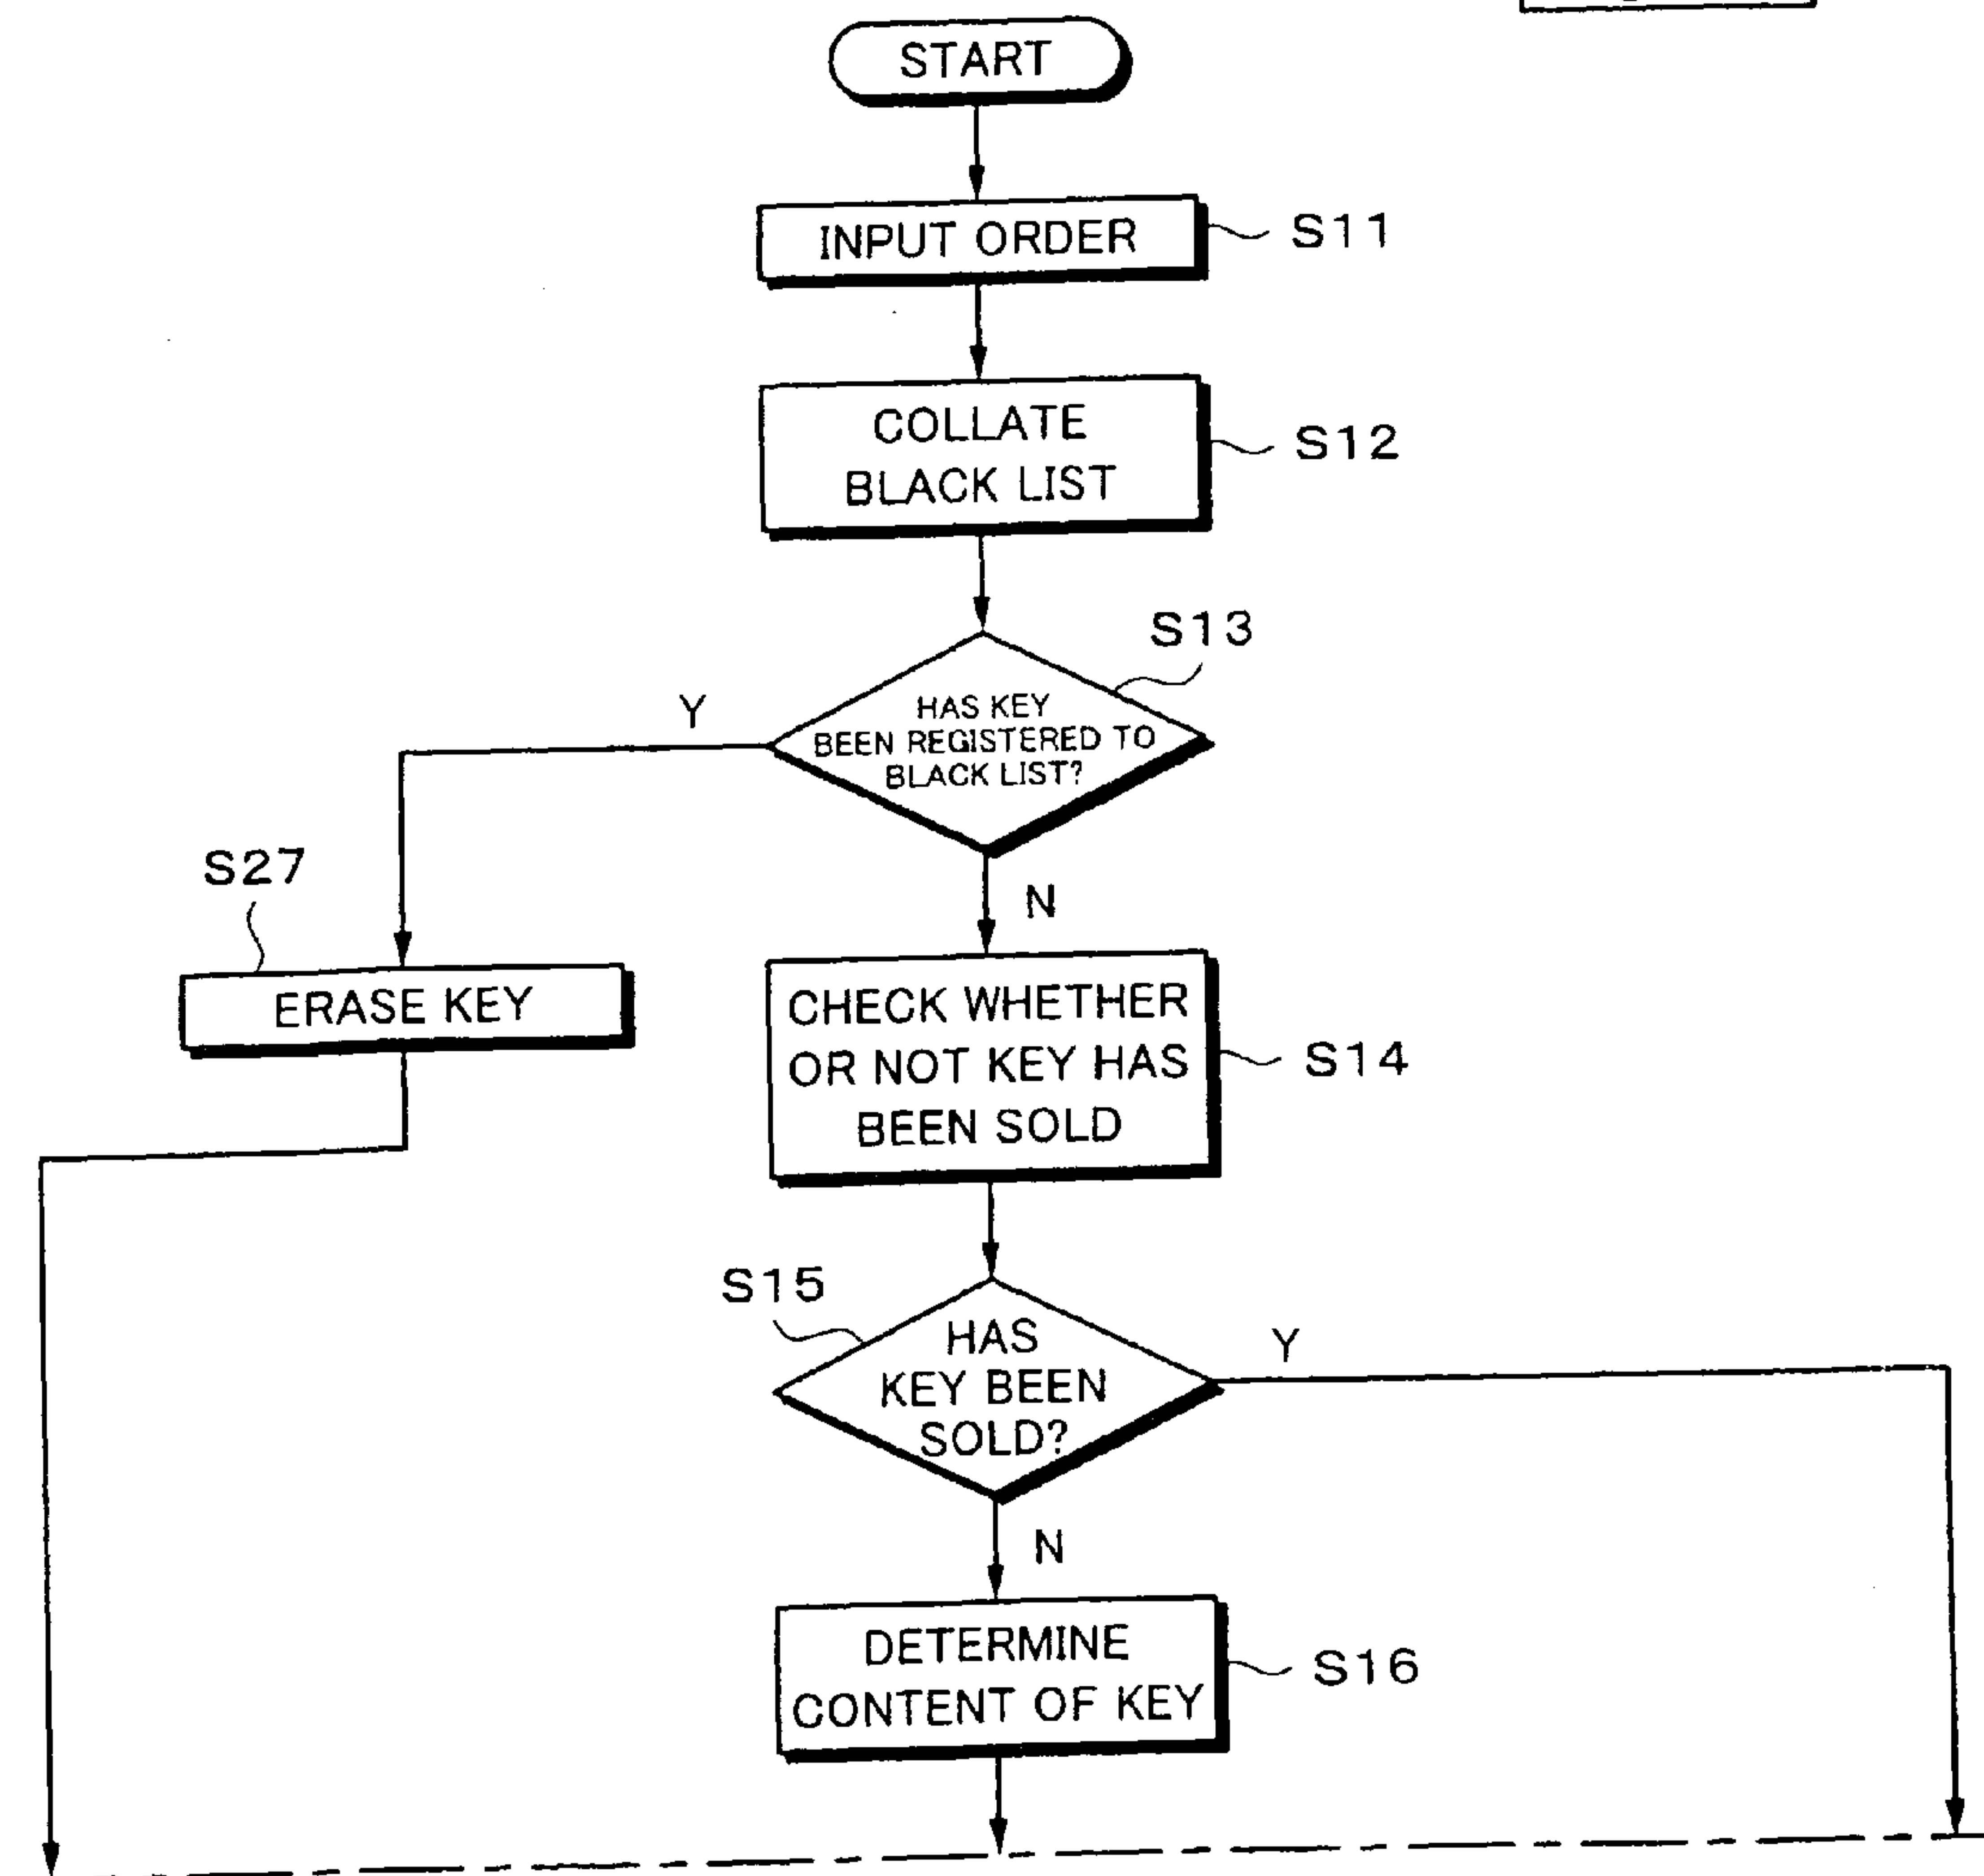 START
INPUT ORDER
S11
COLLATE
BLACK LIST
S12
S13
HAS KEY
BEEN REGISTERED TO
BLACK LIST?
Y
N
S27
ERASE KEY
CHECK WHETHER
OR NOT KEY HAS
BEEN SOLD
S14
S15
HAS
KEY BEEN
SOLD?
Y
N
DETERMINE
CONTENT OF KEY
S16